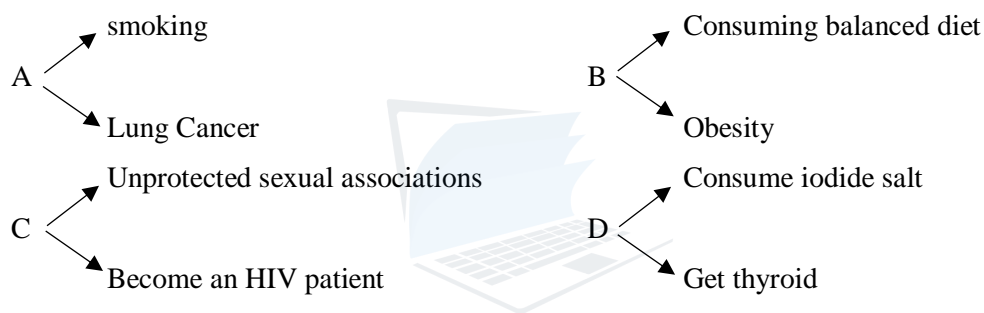 smoking
Consuming balanced diet
A
B
Lung Cancer
Obesity
Unprotected sexual associations
Consume iodide salt
C
D
Become an HIV patient
Get thyroid